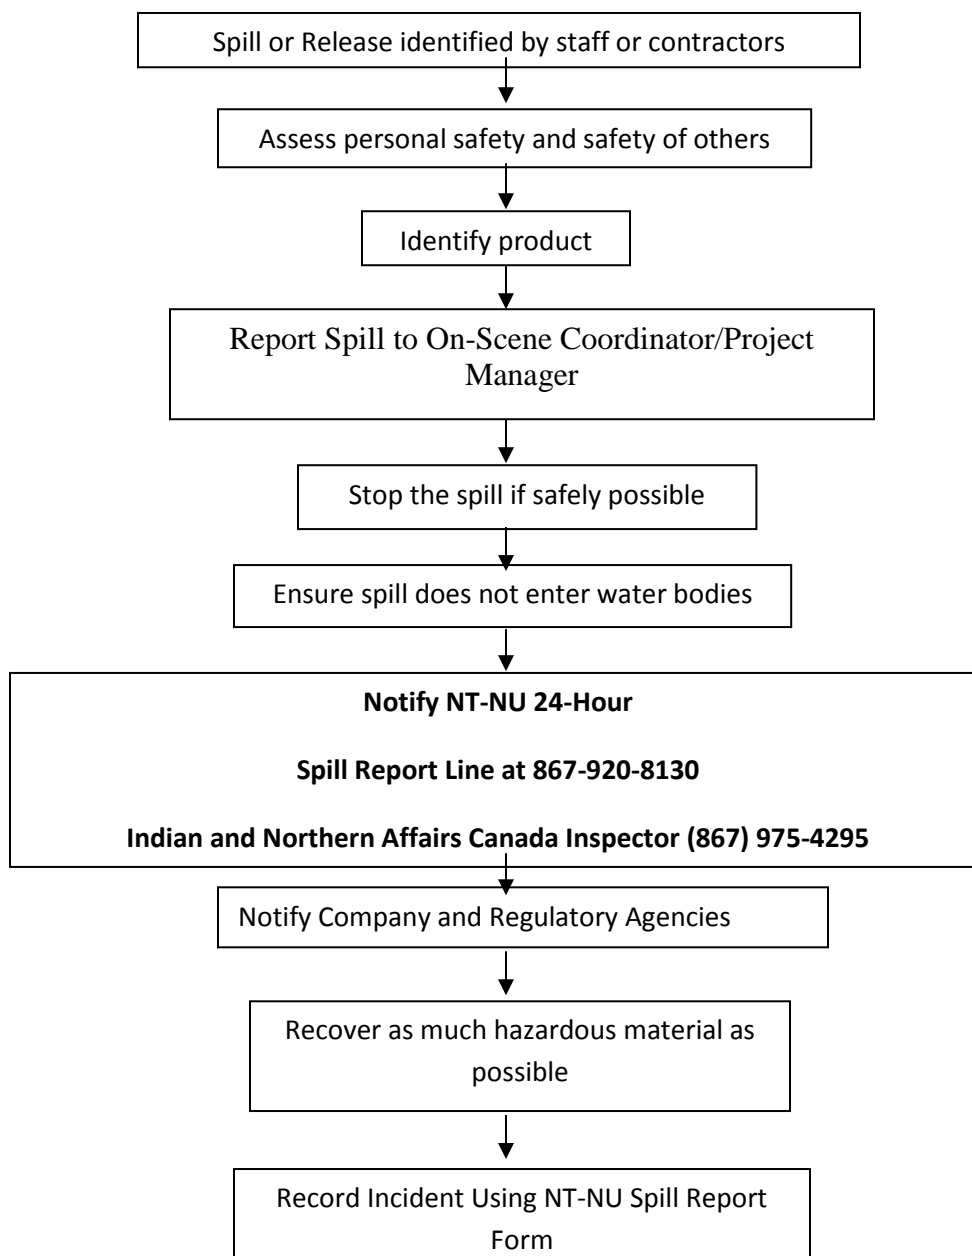 Spill or Release identified by staff or contractors
Assess personal safety and safety of others
Identify product
Report Spill to On-Scene Coordinator/Project
Manager
Stop the spill if safely possible
Ensure spill does not enter water bodies
Notify NT-NU 24-Hour
Spill Report Line at 867-920-8130
Indian and Northern Affairs Canada Inspector (867) 975-4295
Notify Company and Regulatory Agencies
Recover as much hazardous material as
possible
Record Incident Using NT-NU Spill Report
Form